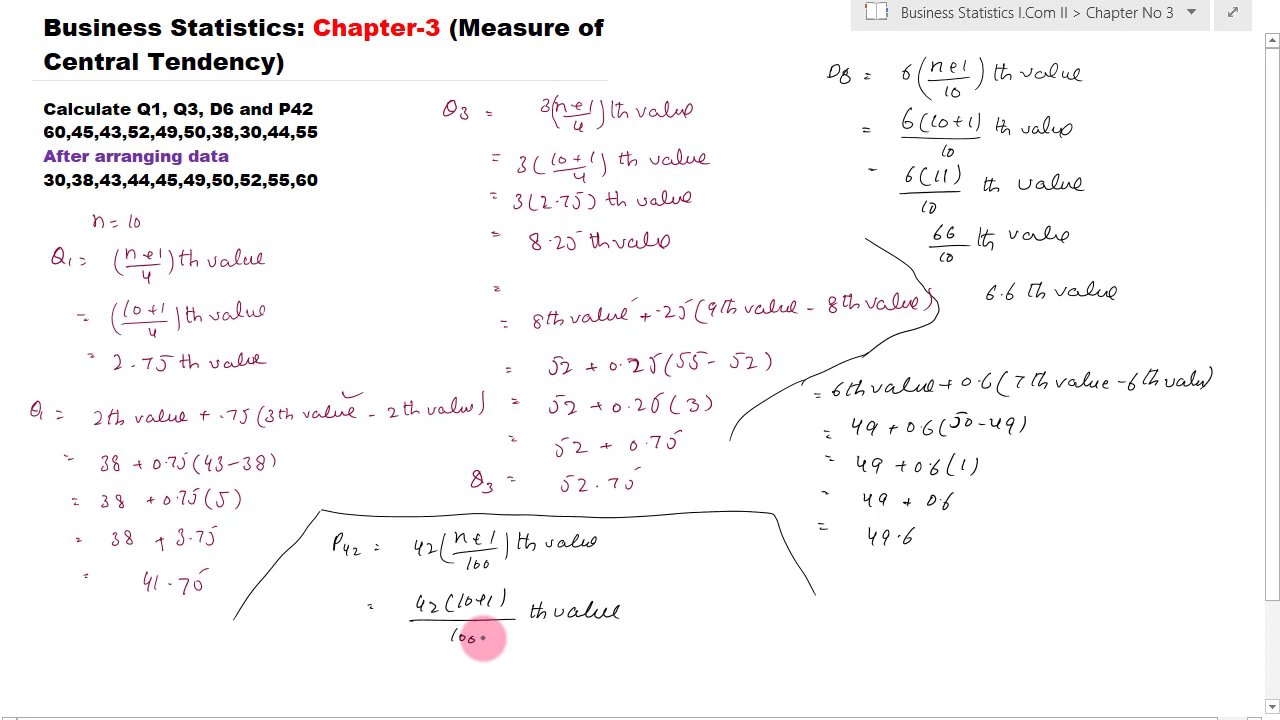 Business Statistics: Chapter-3 (Measure of
Central Tendency)
Business Statistics I.Com II > Chapter No 3
Calculate Q1, Q3, D6 and P42
60,45,43,52,49,50,38,30,44,55
After arranging data
30,38,43,44,45,49,50,52,55,60
n = 10
Q1 = (n+1/4) th value
= (10+1/4) th value
= 2.75 th value
Q1 = 2th value + .75 (3th value - 2th value)
= 38 + 0.75(43-38)
= 38 + 0.75(5)
= 38 + 3.75
= 41.75
Q3 = 3(n+1/4) th value
= 3(10+1/4) th value
= 3(2.75) th value
= 8.25 th value
=
= 8th value + .25 (9th value - 8th value)
= 52 + 0.25(55-52)
= 52 + 0.25(3)
= 52 + 0.75
Q3 = 52.75
D6 = 6(n+1/10) th value
= 6(10+1)/10 th value
= 6(11)/10 th value
66/10 th value
6.6 th value
= 6th value + 0.6(7th value - 6th value)
= 49 + 0.6(50-49)
= 49 + 0.6(1)
= 49 + 0.6
= 49.6
P42 = 42(n+1/100) th value
= 42(10+1)/100 th value